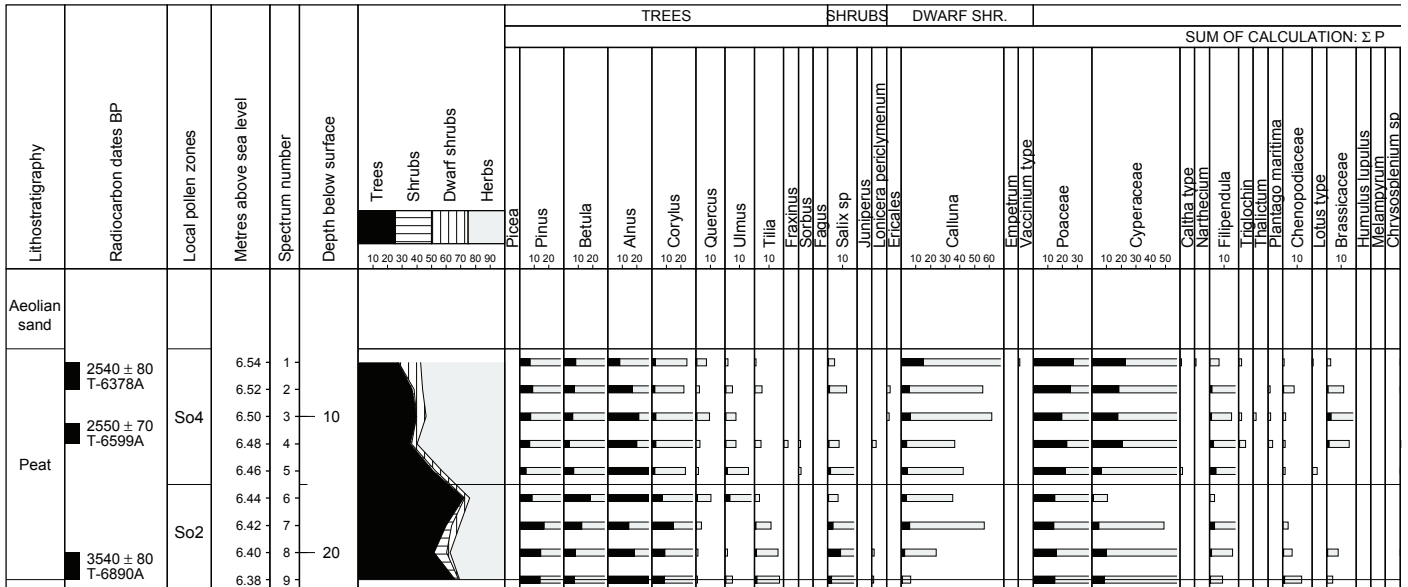 TREES
SHRUBS
DWARF SHR.
SUM OF CALCULATION: Σ P
Lithostratigraphy
Radiocarbon dates BP
Local pollen zones
Metres above sea level
Spectrum number
Depth below surface
Trees
Shrubs
Dwarf shrubs
Herbs
Picea
Pinus
Betula
Alnus
Corylus
Quercus
Ulmus
Tilia
Fraxinus
Sorbus
Fagus
Salix sp
Juniperus
Lonicera periclymenum
Ericales
Calluna
Empetrum
Vaccinium type
Poaceae
Cyperaceae
Caltha type
Narthecium
Filipendula
Triglochin
Thalictum
Plantago maritima
Chenopodiaceae
Lotus type
Brassicaceae
Humulus lupulus
Melampyrum
Chrysosplenium sp
10 20 30 40 50 60 70 80 90
10 20
10 20
10 20
10 20
10
10
10
10
10 20 30 40 50 60
10 20 30
10 20 30 40 50
10
10
10
Aeolian
sand
Peat
2540 ± 80
T-6378A
2550 ± 70
T-6599A
3540 ± 80
T-6890A
So4
So2
6.54 1
6.52 2
6.50 3 10
6.48 4
6.46 5
6.44 6
6.42 7
6.40 8 20
6.38 9